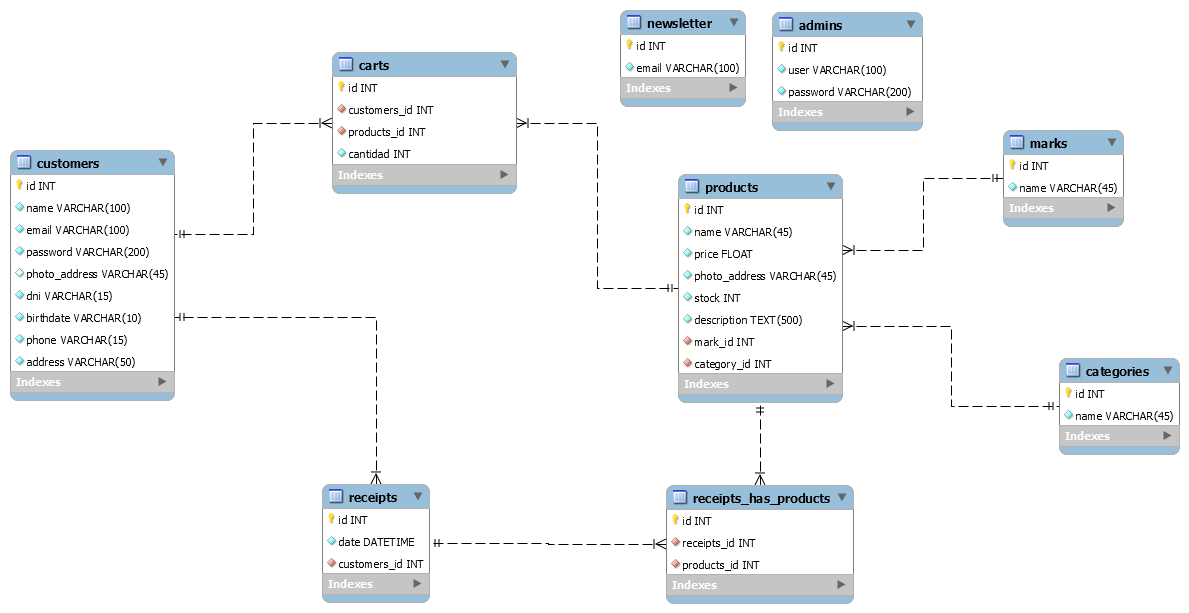 newsletter
id INT
email VARCHAR(100)
Indexes
admins
id INT
user VARCHAR(100)
password VARCHAR(200)
Indexes
carts
id INT
customers_id INT
products_id INT
cantidad INT
Indexes
marks
id INT
name VARCHAR(45)
Indexes
customers
id INT
name VARCHAR(100)
email VARCHAR(100)
password VARCHAR(200)
photo_address VARCHAR(45)
dni VARCHAR(15)
birthdate VARCHAR(10)
phone VARCHAR(15)
address VARCHAR(50)
Indexes
products
id INT
name VARCHAR(45)
price FLOAT
photo_address VARCHAR(45)
stock INT
description TEXT(500)
mark_id INT
category_id INT
Indexes
categories
id INT
name VARCHAR(45)
Indexes
receipts
id INT
date DATETIME
customers_id INT
Indexes
receipts_has_products
id INT
receipts_id INT
products_id INT
Indexes